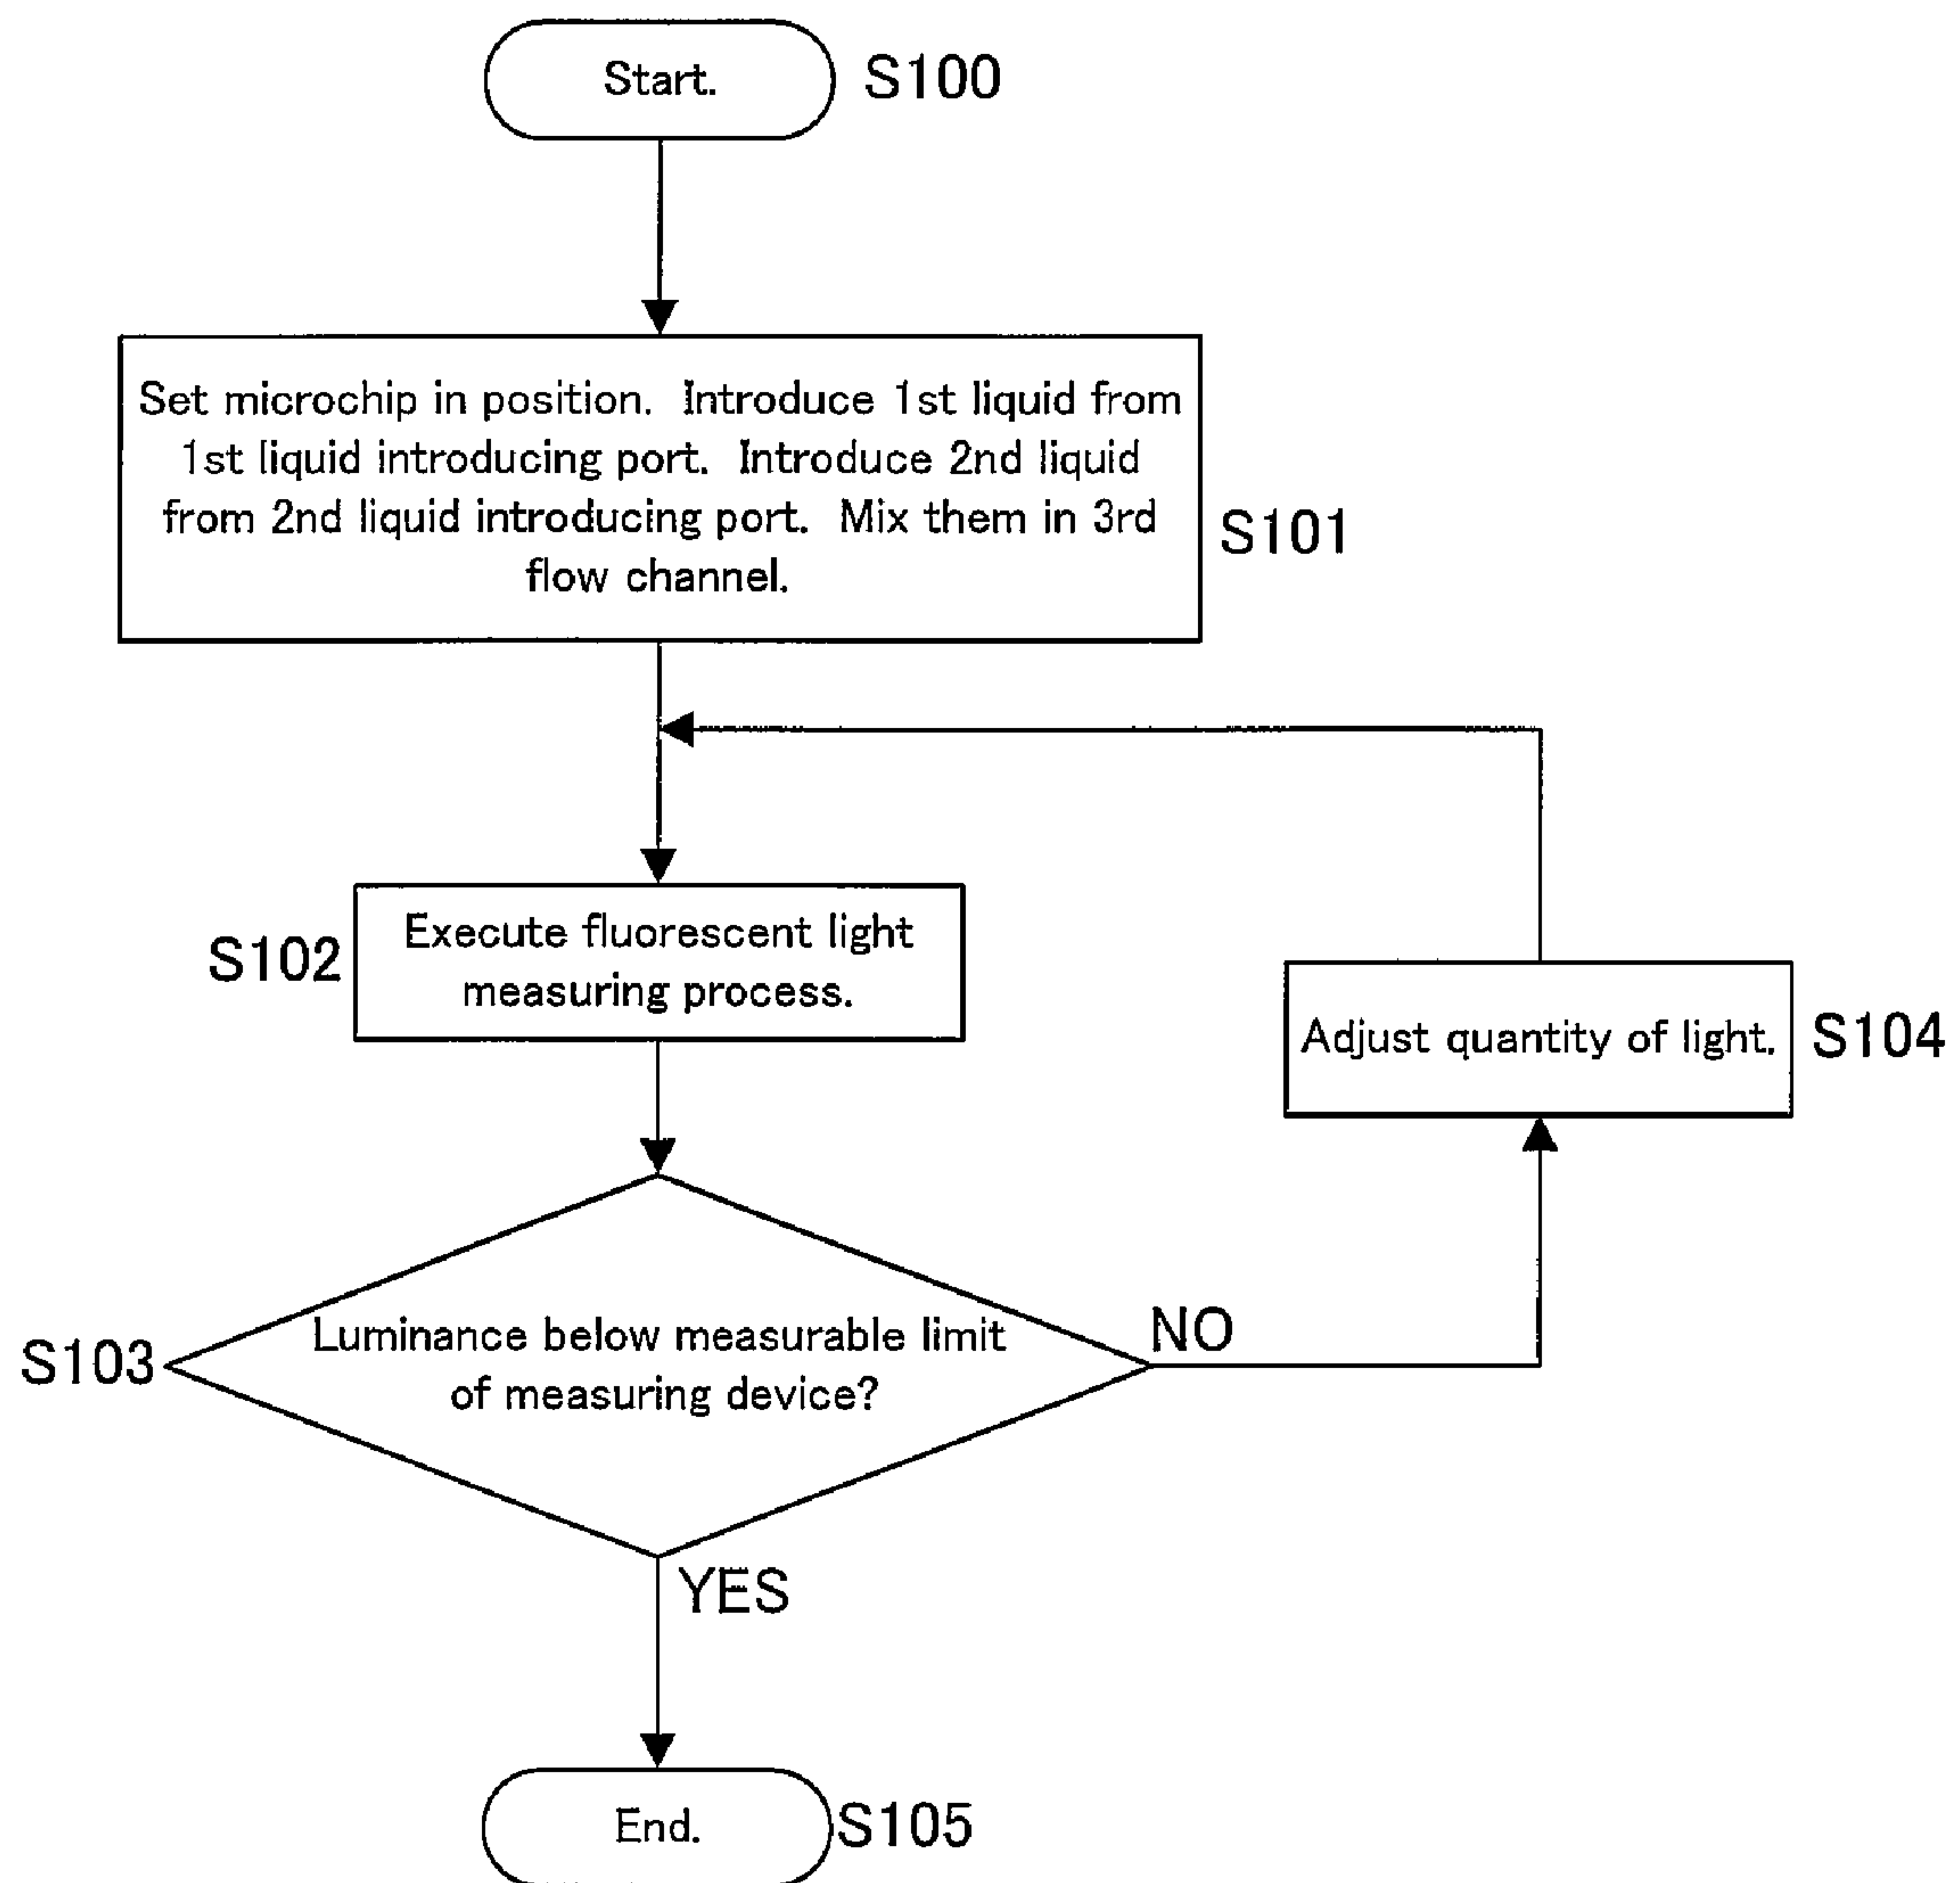 Start.
S100
Set microchip in position. Introduce 1st liquid from
1st liquid introducing port. Introduce 2nd liquid
from 2nd liquid introducing port. Mix them in 3rd
flow channel.
S101
S102
Execute fluorescent light
measuring process.
Adjust quantity of light.
S104
S103
Luminance below measurable limit
of measuring device?
NO
YES
End.
S105